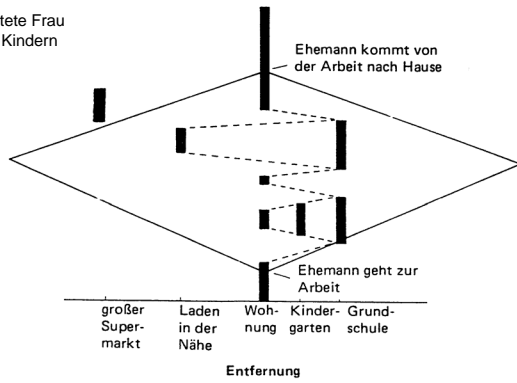 tete Frau
Kindern
Ehemann kommt von
der Arbeit nach Hause
Ehemann geht zur
Arbeit
großer
Super-
markt
Laden
in der
Nähe
Woh-
nung
Kinder-
garten
Grund-
schule
Entfernung